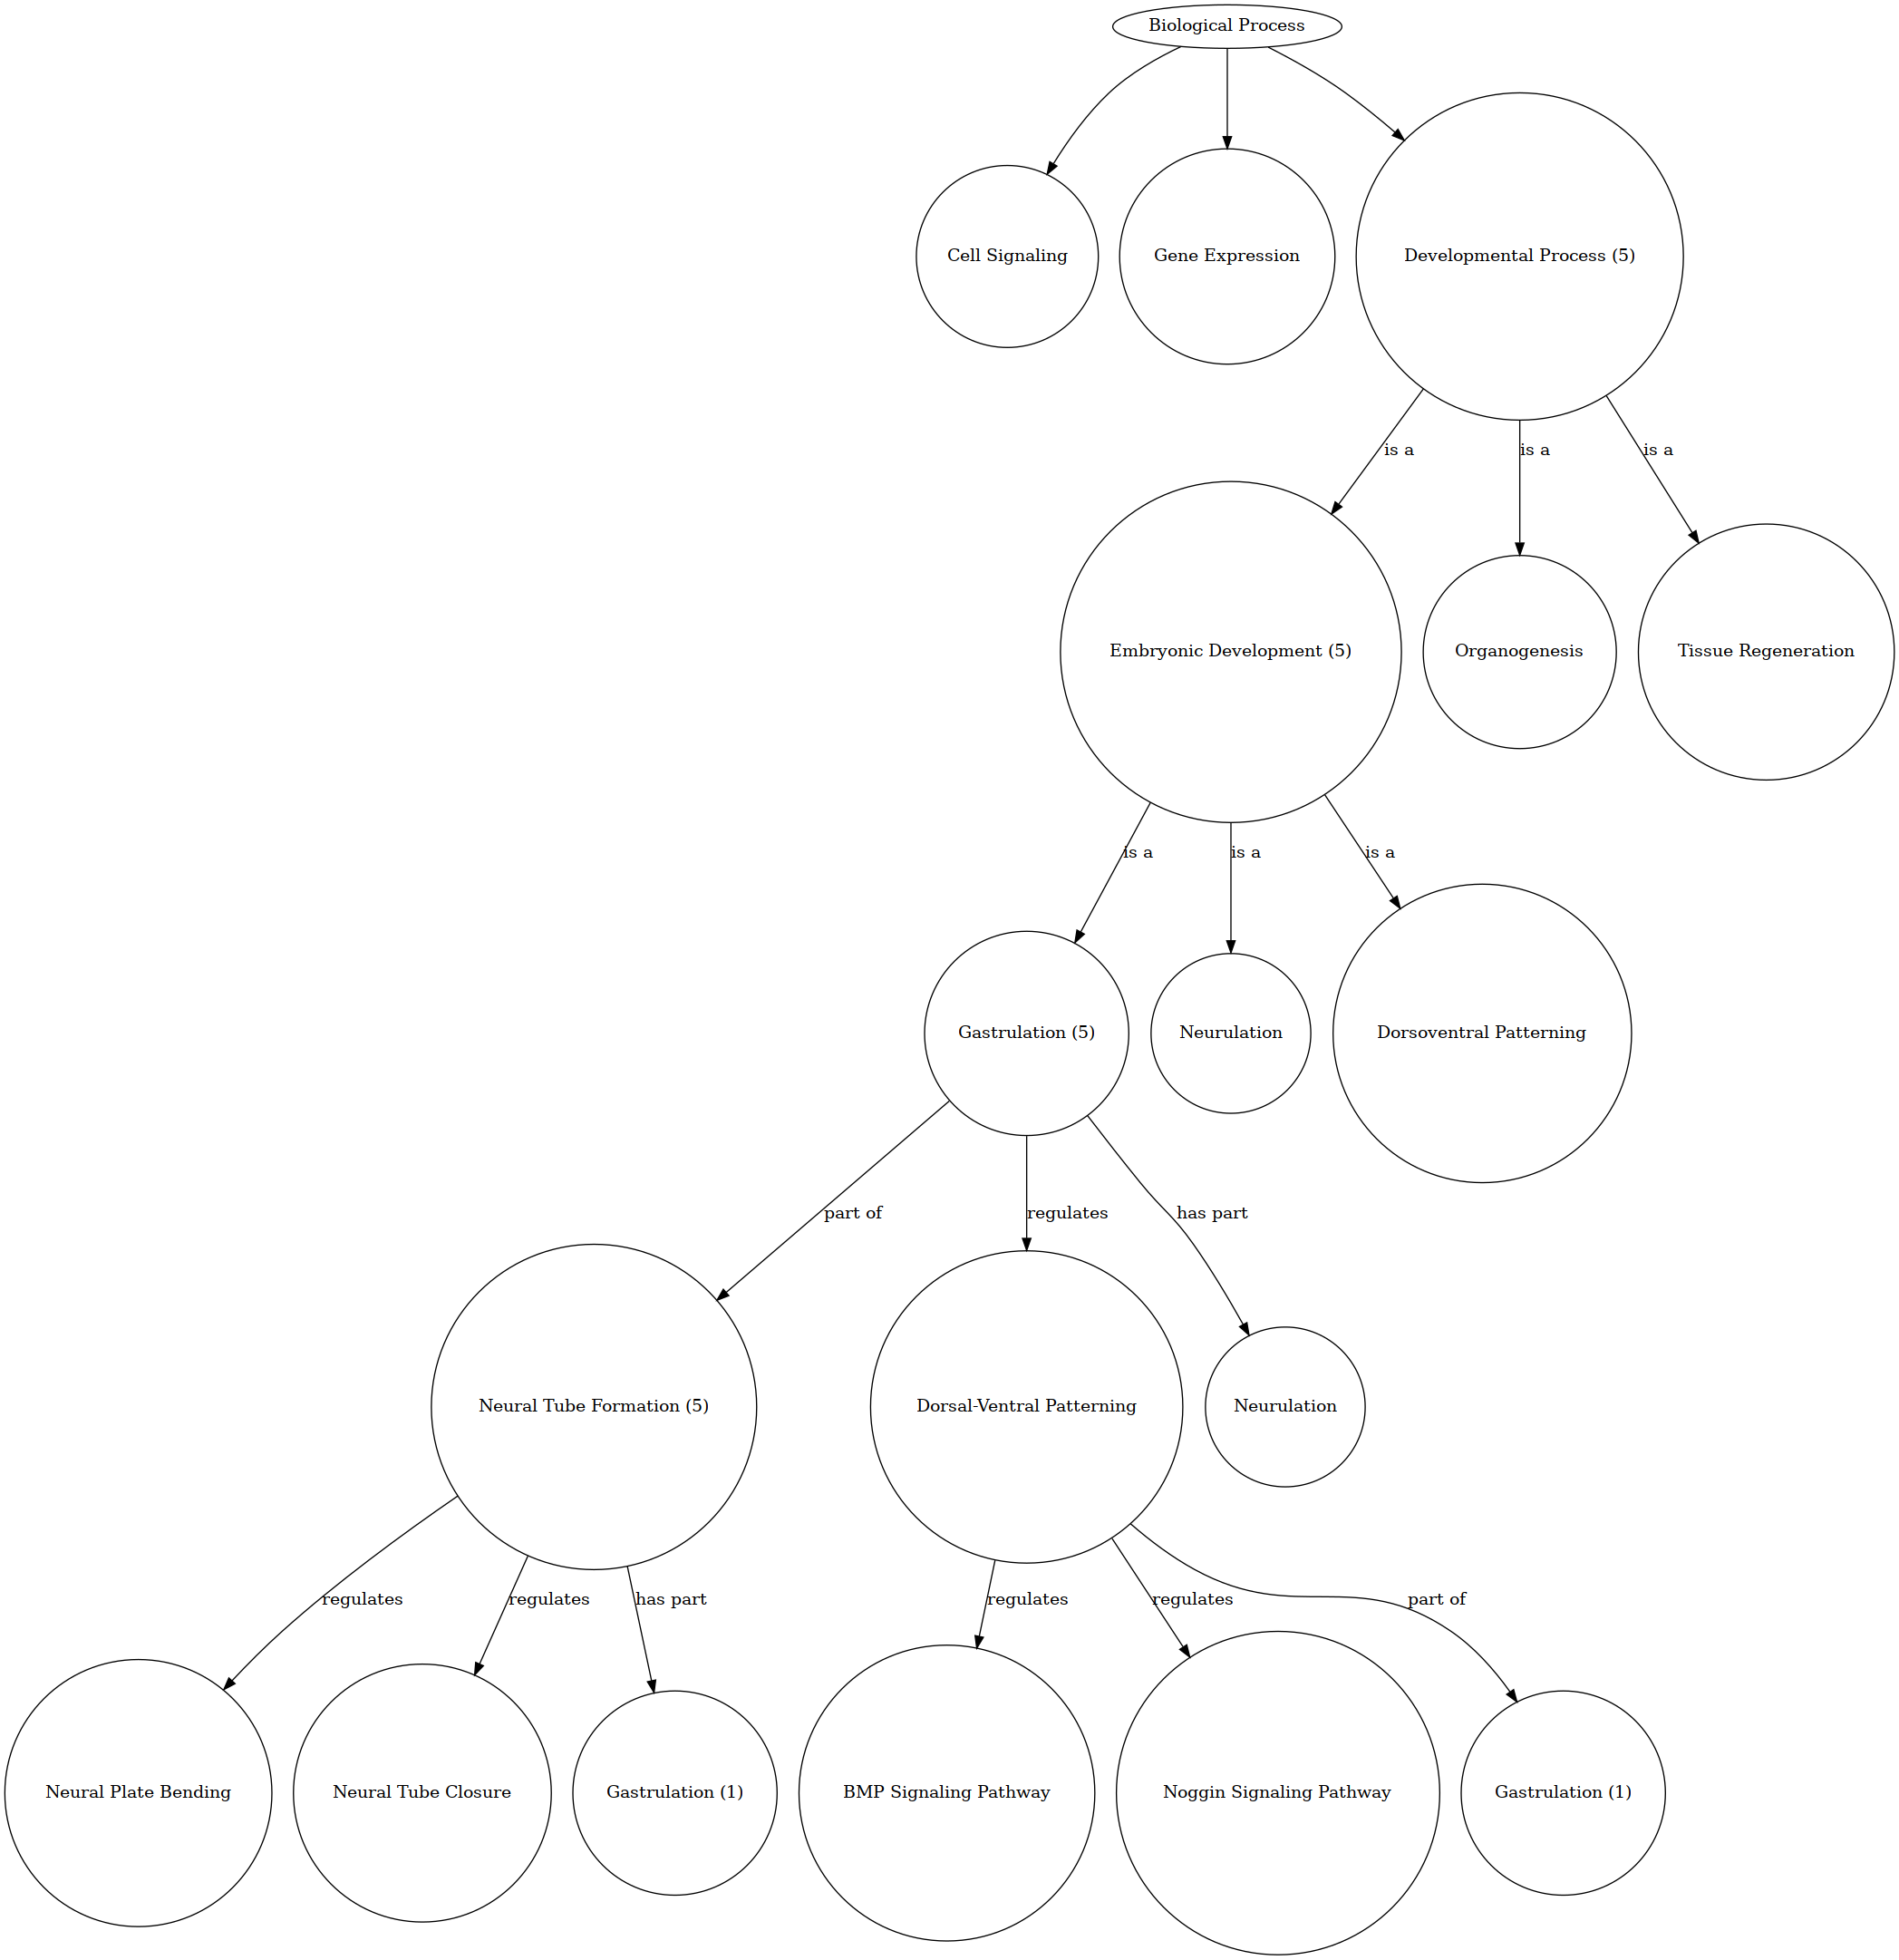 Biological Process
Cell Signaling
Gene Expression
Developmental Process (5)
is a
is a
is a
Embryonic Development (5)
Organogenesis
Tissue Regeneration
is a
is a
is a
Gastrulation (5)
Neurulation
Dorsoventral Patterning
part of
regulates
has part
Neural Tube Formation (5)
Dorsal-Ventral Patterning
Neurulation
regulates
regulates
has part
regulates
regulates
part of
Neural Plate Bending
Neural Tube Closure
Gastrulation (1)
BMP Signaling Pathway
Noggin Signaling Pathway
Gastrulation (1)